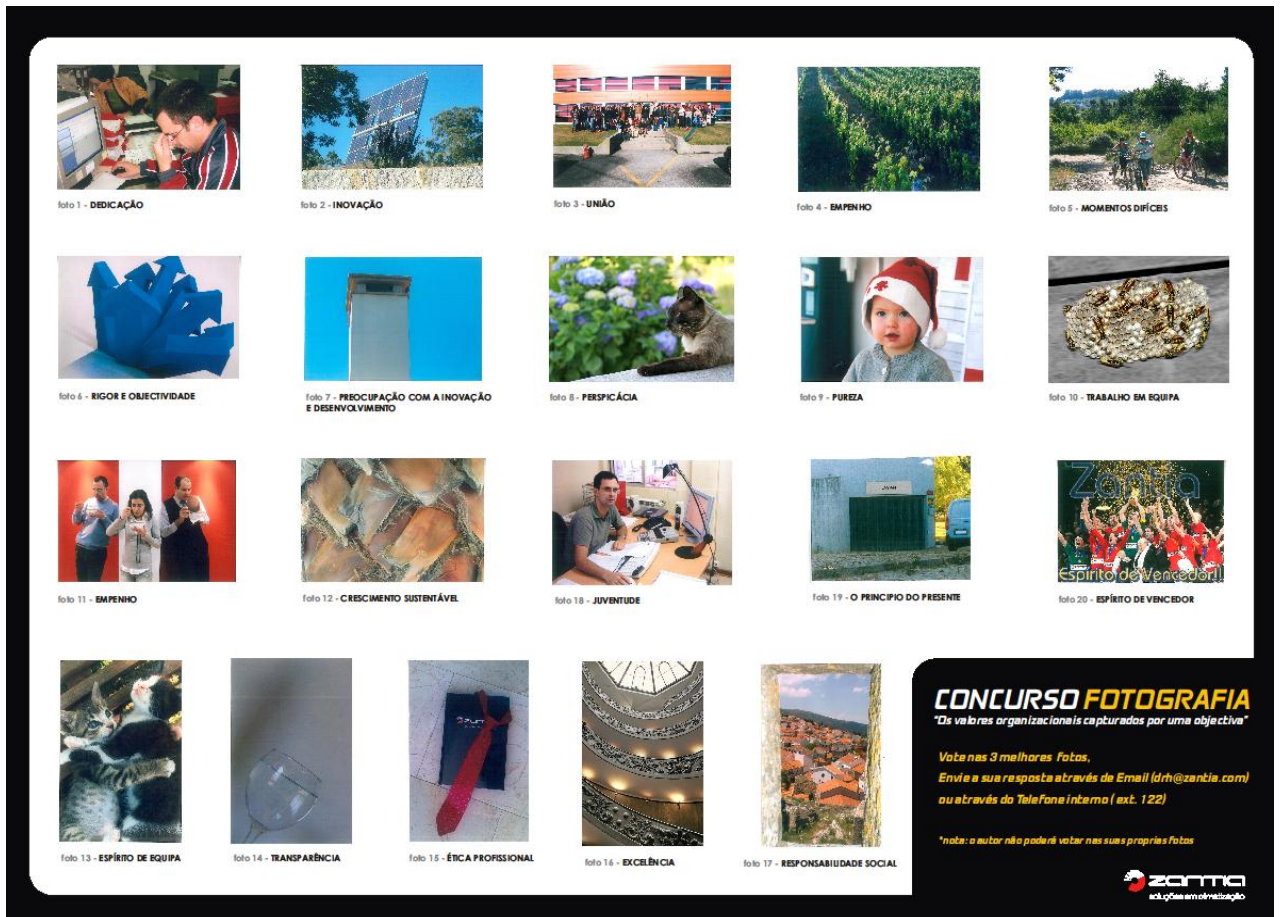 foto 1 - DEDICAÇÃO
foto 2 - INOVAÇÃO
foto 3 - UNIÃO
foto 4 - EMPENHO
foto 5 - MOMENTOS DIFÍCEIS
foto 6 - RIGOR E OBJECTIVIDADE
foto 7 - PREOCUPAÇÃO COM A INOVAÇÃO
E DESENVOLVIMENTO
foto 8 - PERSPICÁCIA
foto 9 - PUREZA
foto 10 - TRABALHO EM EQUIPA
foto 11 - EMPENHO
foto 12 - CRESCIMENTO SUSTENTÁVEL
foto 18 - JUVENTUDE
foto 19 - O PRINCIPIO DO PRESENTE
Zantia
Espírito de Vencedor!!
foto 20 - ESPÍRITO DE VENCEDOR
foto 13 - ESPÍRITO DE EQUIPA
foto 14 - TRANSPARÊNCIA
zantia
foto 15 - ÉTICA PROFISSIONAL
foto 16 - EXCELÊNCIA
foto 17 - RESPONSABILIDADE SOCIAL
CONCURSO FOTOGRAFIA
"Os valores organizacionais capturados por uma objectiva"
Vote nas 3 melhores fotos,
Envie a sua resposta através de Email (drh@zantia.com)
ou através do Telefone interno ( ext. 122)
*nota: o autor não poderá votar nas suas proprias fotos
zantia
soluções em climatização